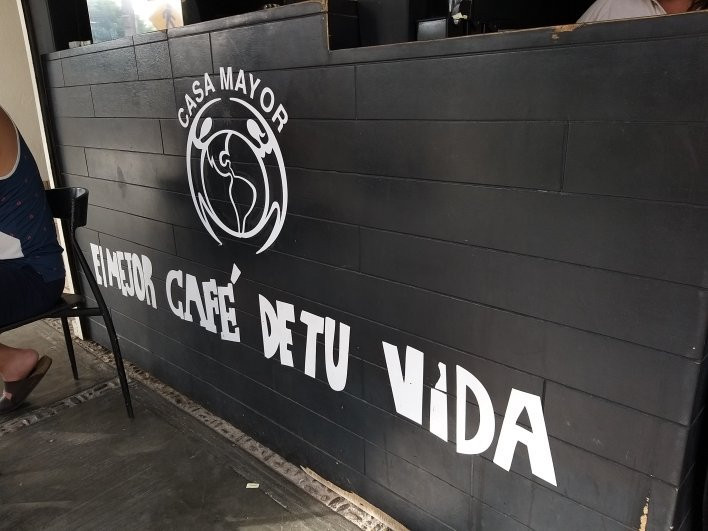 CASA MAYOR
El MEJOR CAFÉ DE TU ViDA